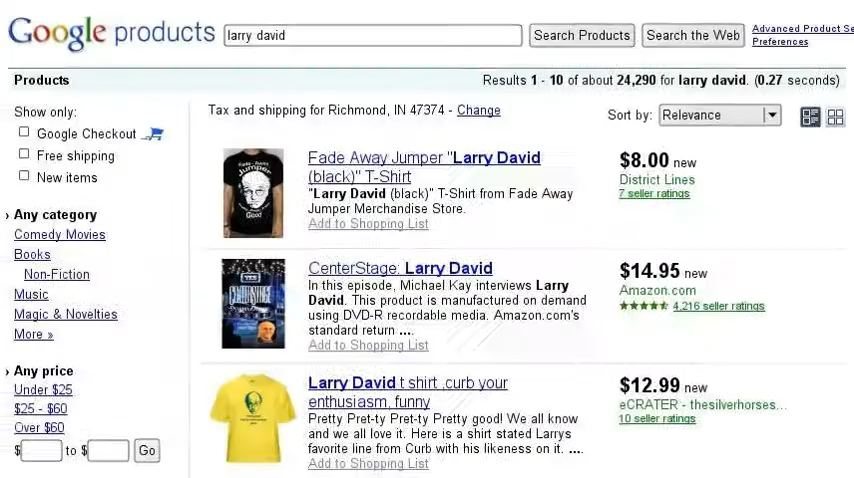 Google products
larry david
Search Products
Search the Web
Advanced Product Se
Preferences
Products
Results 1 - 10 of about 24,290 for larry david. (0.27 seconds)
Show only:
Google Checkout
Free shipping
New items
› Any category
Comedy Movies
Books
Non-Fiction
Music
Magic & Novelties
More »
› Any price
Under $25
$25 - $60
Over $60
$ to $ Go
Tax and shipping for Richmond, IN 47374 - Change
Sort by: Relevance
Fade Away Jumper "Larry David
(black)" T-Shirt
"Larry David (black)" T-Shirt from Fade Away
Jumper Merchandise Store.
Add to Shopping List
$8.00 new
District Lines
7 seller ratings
Fade - Away
Jumper
Good
CenterStage: Larry David
In this episode, Michael Kay interviews Larry
David. This product is manufactured on demand
using DVD-R recordable media. Amazon.com's
standard return ....
Add to Shopping List
$14.95 new
Amazon.com
4,216 seller ratings
CENTERSTAGE
Larry David t shirt ,curb your
enthusiasm, funny
Pretty Pret-ty Pret-ty Pretty good! We all know
and we all love it. Here is a shirt stated Larrys
favorite line from Curb with his likeness on it. ....
Add to Shopping List
$12.99 new
eCRATER - thesilverhorses...
10 seller ratings